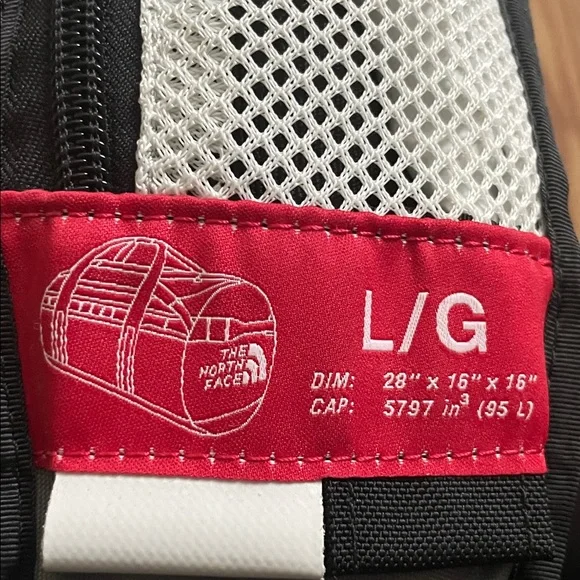 THE
NORTH
FACE
L/G
DIM: 28" x 16" x 16"
CAP: 5797 in³ (95 L)